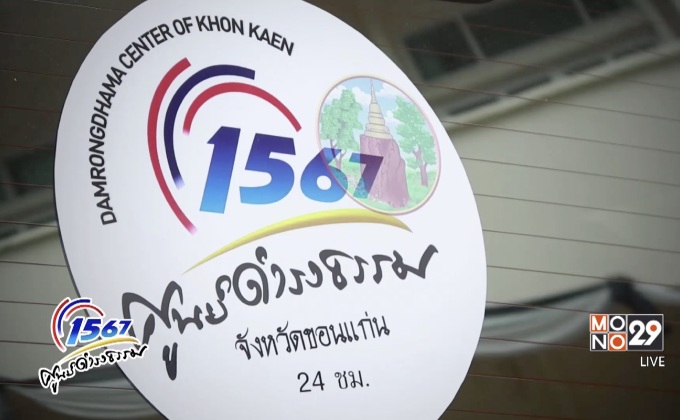 DAMRONGDHAMA CENTER OF KHON KAEN
1567
ศูนย์ดำรงธรรม
จังหวัดขอนแก่น
24 ชม.
1567
ศูนย์ดำรงธรรม
MONO 29
LIVE